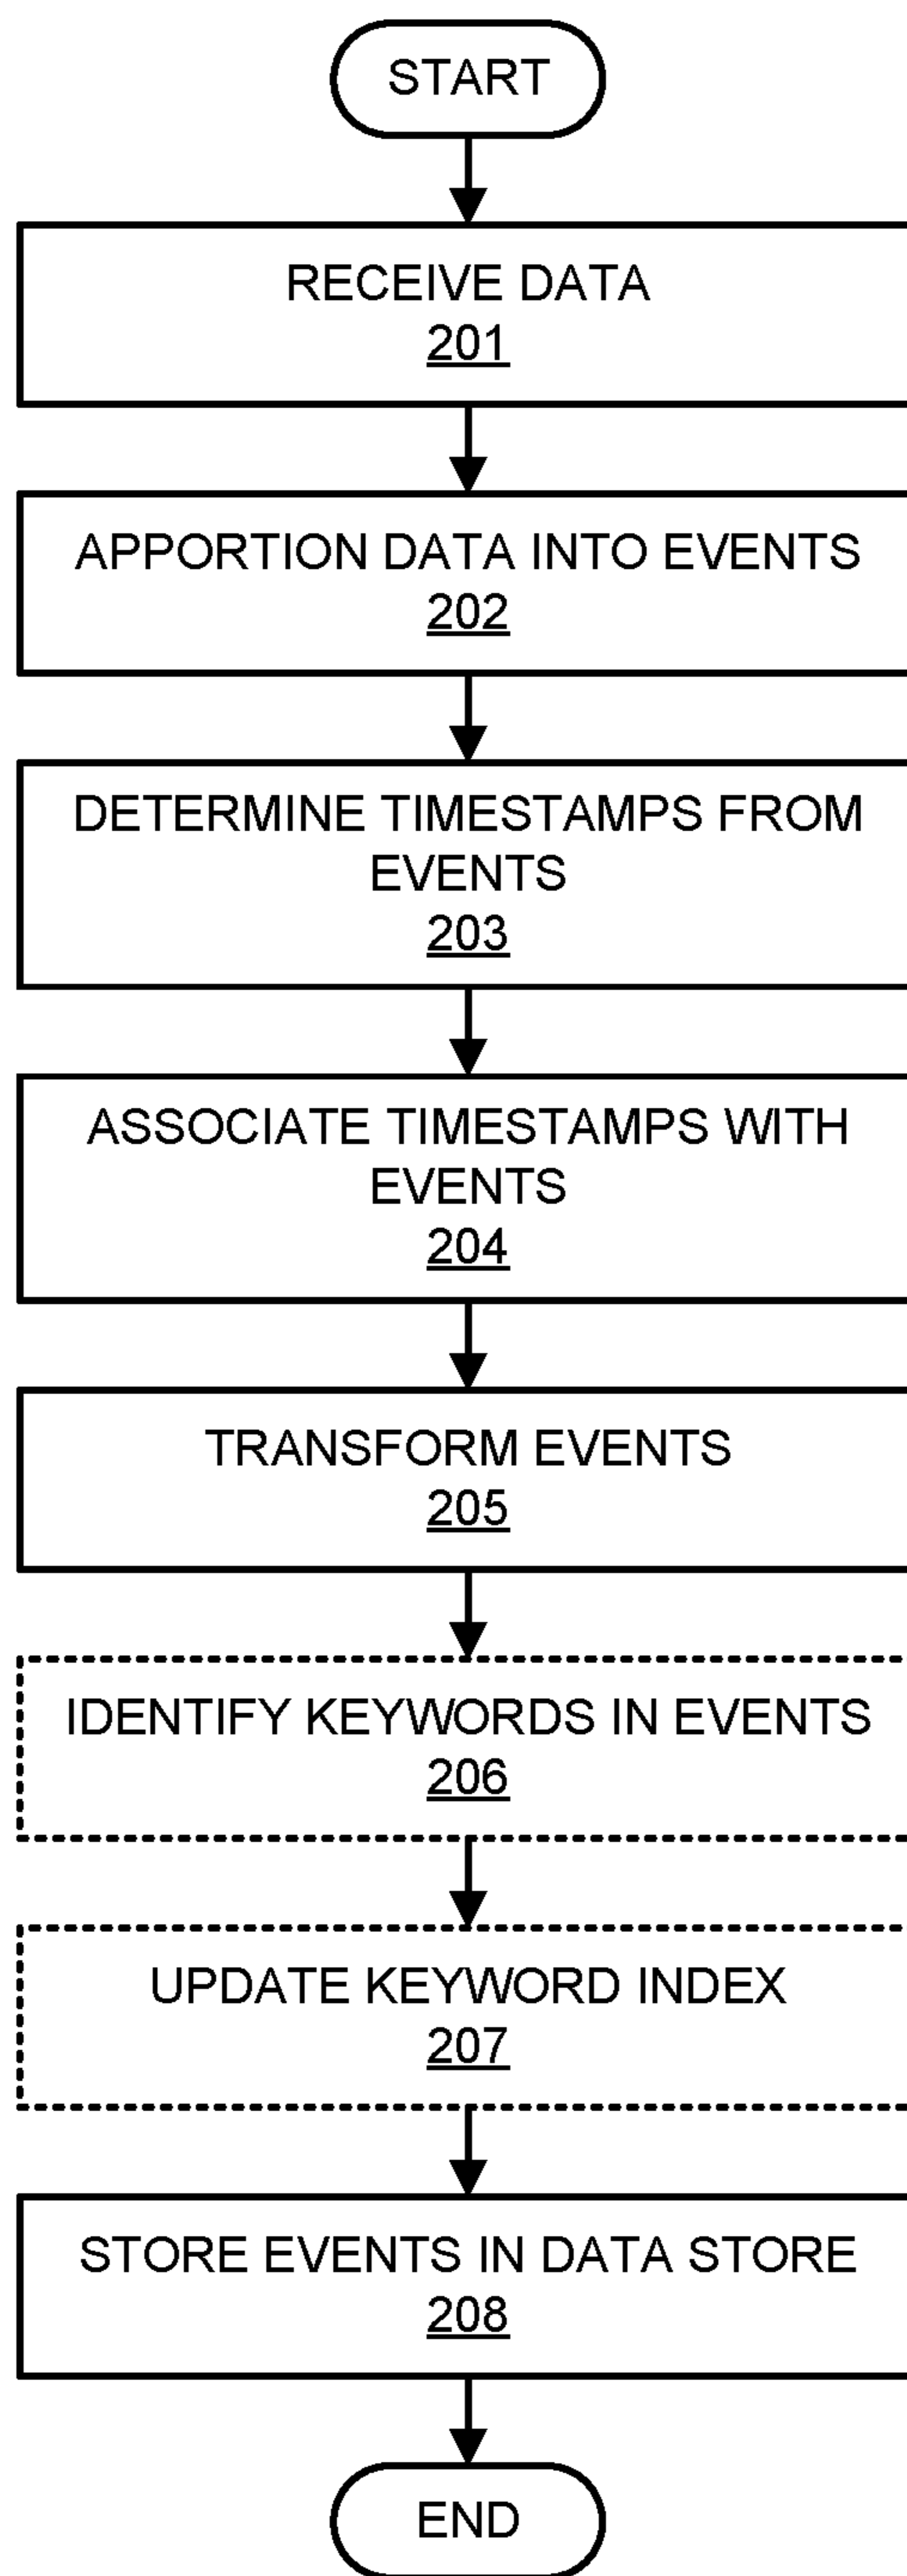 START
RECEIVE DATA
201
APPORTION DATA INTO EVENTS
202
DETERMINE TIMESTAMPS FROM
EVENTS
203
ASSOCIATE TIMESTAMPS WITH
EVENTS
204
TRANSFORM EVENTS
205
IDENTIFY KEYWORDS IN EVENTS
206
UPDATE KEYWORD INDEX
207
STORE EVENTS IN DATA STORE
208
END